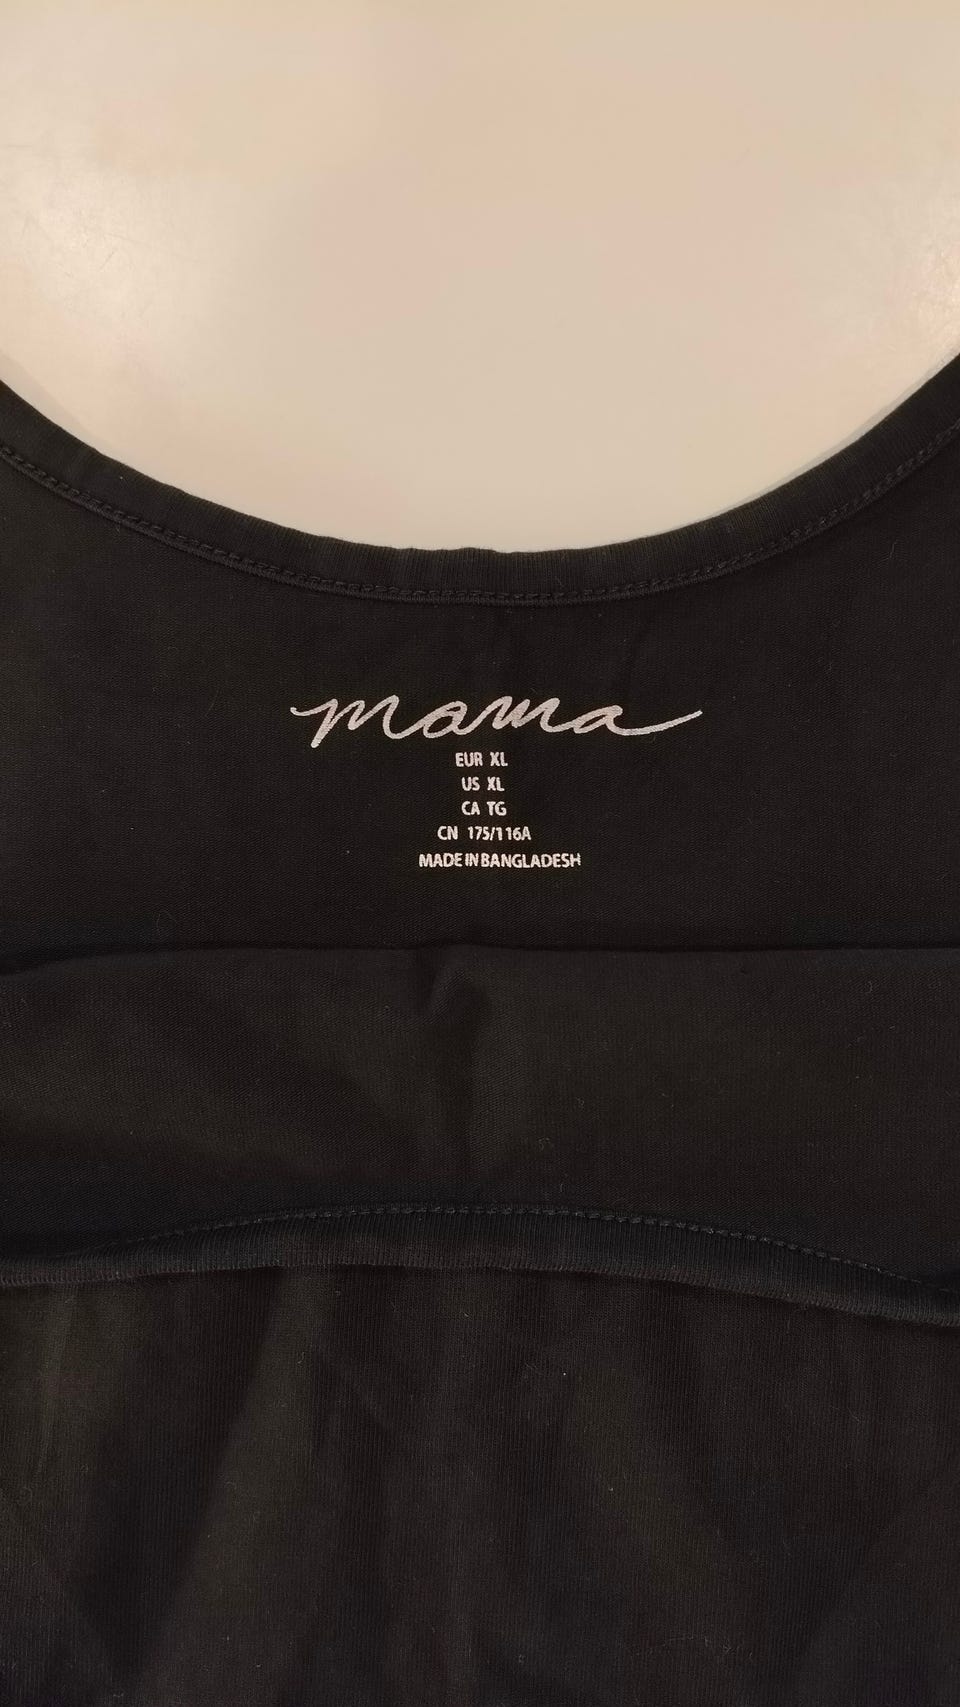 mama
EUR XL
US XL
CA TG
CN 175/116A
MADE IN BANGLADESH